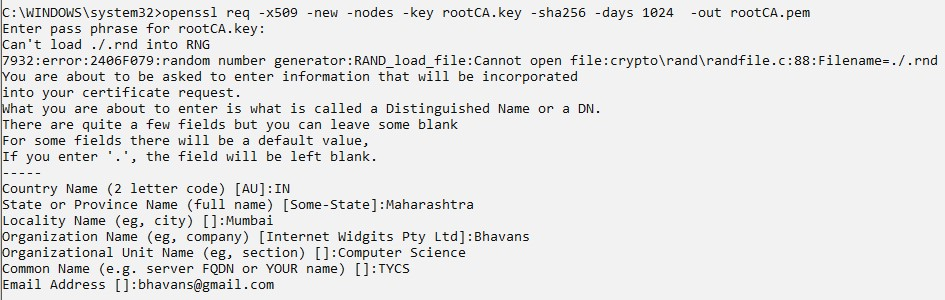 C:\WINDOWS\system32>openssl req -x509 -new -nodes -key rootCA.key -sha256 -days 1024  -out rootCA.pem
Enter pass phrase for rootCA.key:
Can't load ./.rnd into RNG
7932:error:2406F079:random number generator:RAND_load_file:Cannot open file:crypto\rand\randfile.c:88:Filename=./.rnd
You are about to be asked to enter information that will be incorporated
into your certificate request.
What you are about to enter is what is called a Distinguished Name or a DN.
There are quite a few fields but you can leave some blank
For some fields there will be a default value,
If you enter '.', the field will be left blank.
-----
Country Name (2 letter code) [AU]:IN
State or Province Name (full name) [Some-State]:Maharashtra
Locality Name (eg, city) []:Mumbai
Organization Name (eg, company) [Internet Widgits Pty Ltd]:Bhavans
Organizational Unit Name (eg, section) []:Computer Science
Common Name (e.g. server FQDN or YOUR name) []:TYCS
Email Address []:bhavans@gmail.com